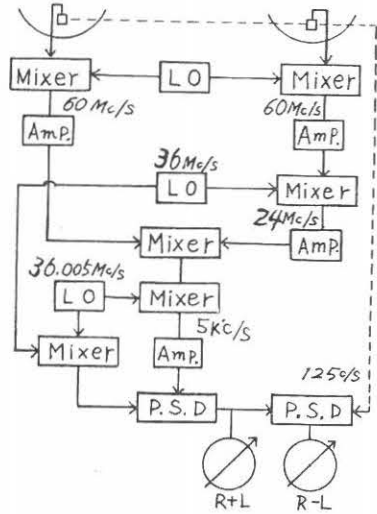 Mixer LO Mixer
60Mc/s 60Mc/s
Amp. Amp.
36Mc/s
LO Mixer
24Mc/s
Mixer Amp.
36.005Mc/s
LO Mixer
5Kc/s
Mixer Amp.
125c/s
P.S.D P.S.D
R+L R-L